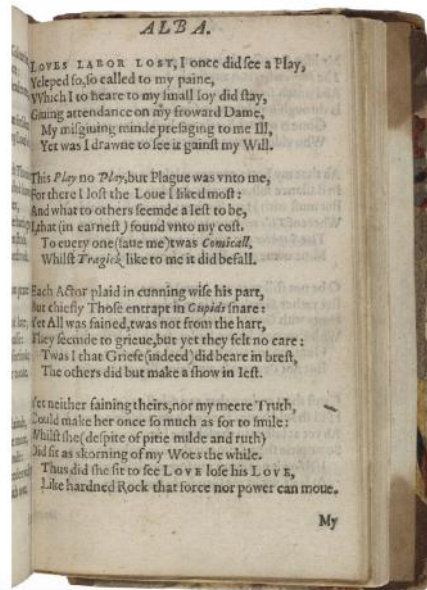 ALBA.
LOVES LABOR LOST, I once did see a Play,
Ycleped so, so called to my paine,
Which I to heare to my small Ioy did stay,
Giuing attendance on my froward Dame,
My misgiuing minde presaging to me Ill,
Yet was I drawne to see it gainst my Will.
This Play no Play, but Plague was vnto me,
For there I lost the Loue I liked most:
And what to others seemde a Iest to be,
I, that (in earnest) found vnto my cost.
To euery one (saue me) twas Comicall,
Whilst Tragick like to me it did befall.
Each Actor plaid in cunning wise his part,
But chiefly Those entrapt in Cupids snare:
Yet All was fained, twas not from the hart,
They seemde to grieue, but yet they felt no care:
Twas I that Griefe (indeed) did beare in brest,
The others did but make a show in Iest.
Yet neither faining theirs, nor my meere Truth,
Could make her once so much as for to smile:
Whilst she (despite of pitie milde and ruth)
Did sit as skorning of my Woes the while.
Thus did she sit to see LOVE lose his LOVE,
Like hardned Rock that force nor power can moue.
My